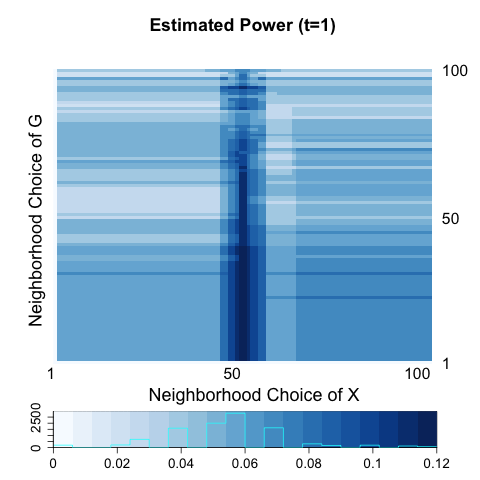 Estimated Power (t=1)
Neighborhood Choice of G
100
50
1
1 50 100
Neighborhood Choice of X
0 2500
0 0.02 0.04 0.06 0.08 0.1 0.12